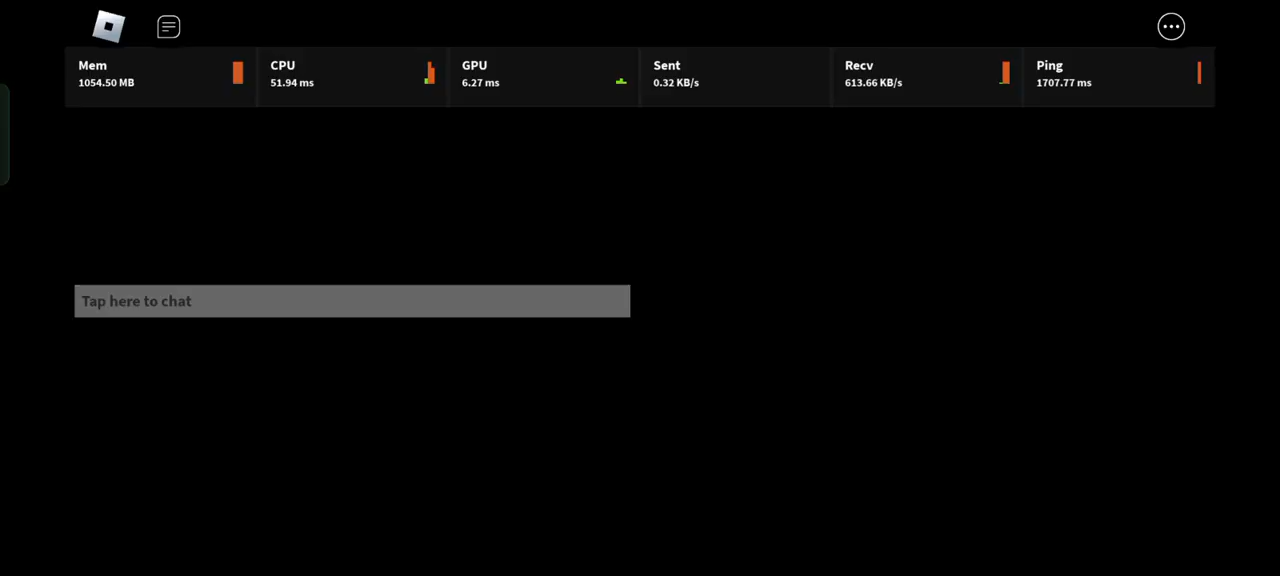 Mem CPU GPU Sent Recv Ping
1054.50 MB 51.94 ms 6.27 ms 0.32 KB/s 613.66 KB/s 1707.77 ms
Tap here to chat